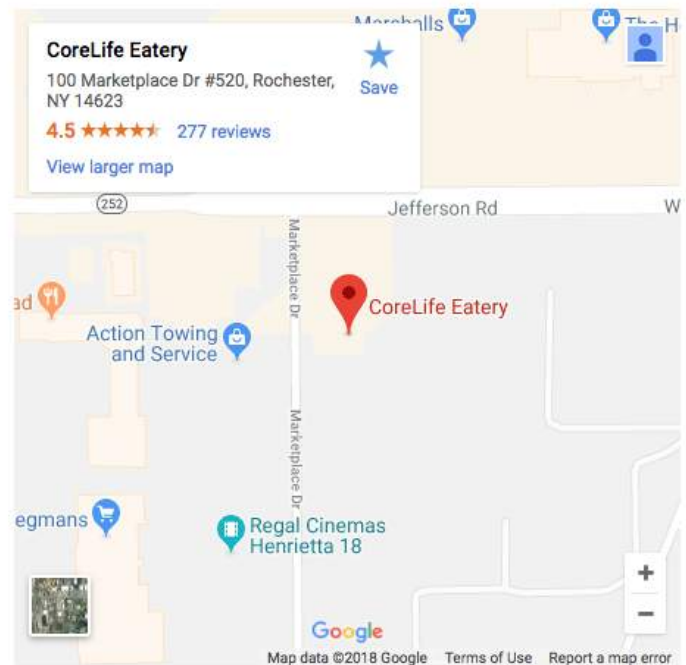 Marshalls
The H
CoreLife Eatery
100 Marketplace Dr #520, Rochester,
NY 14623
Save
4.5
277 reviews
View larger map
252
Jefferson Rd
W
Marketplace Dr
ad
CoreLife Eatery
Action Towing
and Service
Marketplace Dr
egmans
Regal Cinemas
Henrietta 18
+
−
Google
Map data ©2018 Google Terms of Use Report a map error